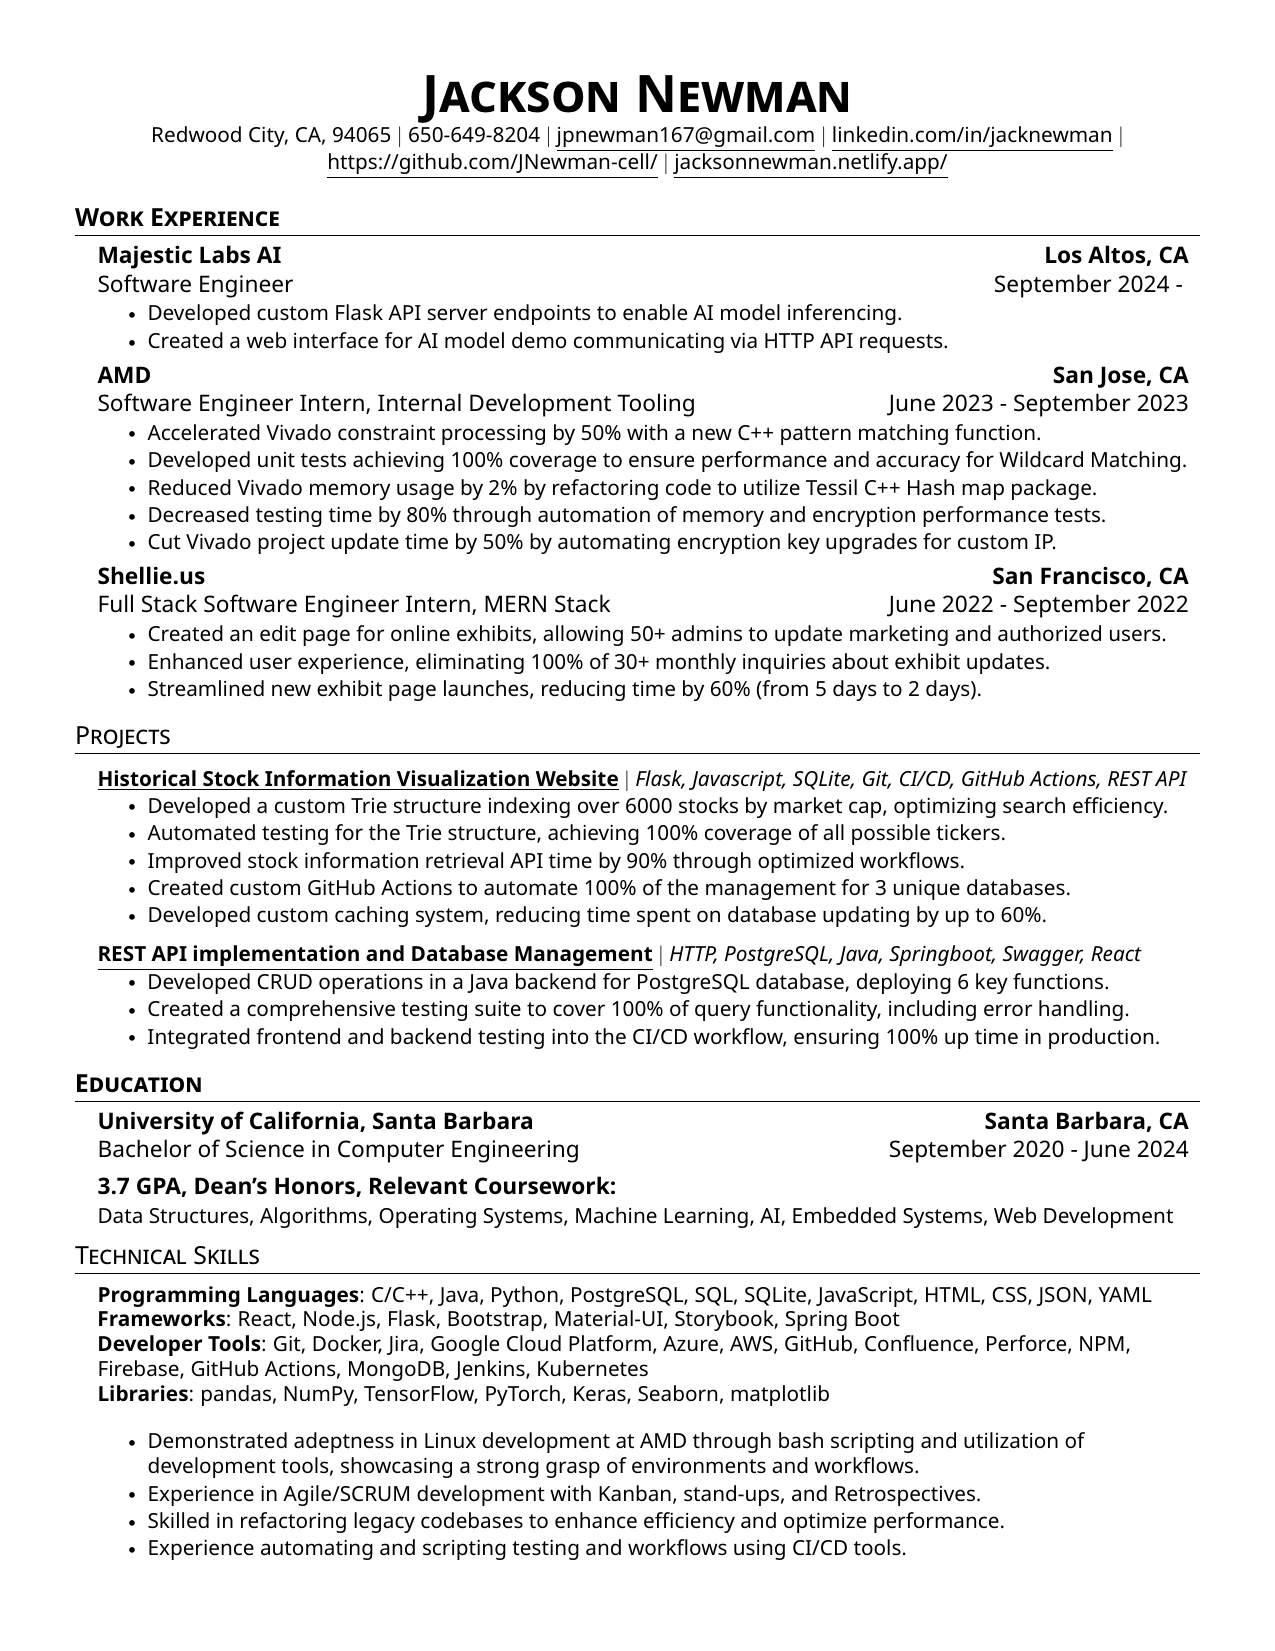 Jackson Newman
Redwood City, CA, 94065 | 650-649-8204 | jpnewman167@gmail.com | linkedin.com/in/jacknewman |
https://github.com/JNewman-cell/ | jacksonnewman.netlify.app/
Work Experience
Majestic Labs AI Los Altos, CA
Software Engineer September 2024 -
• Developed custom Flask API server endpoints to enable AI model inferencing.
• Created a web interface for AI model demo communicating via HTTP API requests.
AMD San Jose, CA
Software Engineer Intern, Internal Development Tooling June 2023 - September 2023
• Accelerated Vivado constraint processing by 50% with a new C++ pattern matching function.
• Developed unit tests achieving 100% coverage to ensure performance and accuracy for Wildcard Matching.
• Reduced Vivado memory usage by 2% by refactoring code to utilize Tessil C++ Hash map package.
• Decreased testing time by 80% through automation of memory and encryption performance tests.
• Cut Vivado project update time by 50% by automating encryption key upgrades for custom IP.
Shellie.us San Francisco, CA
Full Stack Software Engineer Intern, MERN Stack June 2022 - September 2022
• Created an edit page for online exhibits, allowing 50+ admins to update marketing and authorized users.
• Enhanced user experience, eliminating 100% of 30+ monthly inquiries about exhibit updates.
• Streamlined new exhibit page launches, reducing time by 60% (from 5 days to 2 days).
Projects
Historical Stock Information Visualization Website | Flask, Javascript, SQLite, Git, CI/CD, GitHub Actions, REST API
• Developed a custom Trie structure indexing over 6000 stocks by market cap, optimizing search efficiency.
• Automated testing for the Trie structure, achieving 100% coverage of all possible tickers.
• Improved stock information retrieval API time by 90% through optimized workflows.
• Created custom GitHub Actions to automate 100% of the management for 3 unique databases.
• Developed custom caching system, reducing time spent on database updating by up to 60%.
REST API implementation and Database Management | HTTP, PostgreSQL, Java, Springboot, Swagger, React
• Developed CRUD operations in a Java backend for PostgreSQL database, deploying 6 key functions.
• Created a comprehensive testing suite to cover 100% of query functionality, including error handling.
• Integrated frontend and backend testing into the CI/CD workflow, ensuring 100% up time in production.
Education
University of California, Santa Barbara Santa Barbara, CA
Bachelor of Science in Computer Engineering September 2020 - June 2024
3.7 GPA, Dean’s Honors, Relevant Coursework:
Data Structures, Algorithms, Operating Systems, Machine Learning, AI, Embedded Systems, Web Development
Technical Skills
Programming Languages: C/C++, Java, Python, PostgreSQL, SQL, SQLite, JavaScript, HTML, CSS, JSON, YAML
Frameworks: React, Node.js, Flask, Bootstrap, Material-UI, Storybook, Spring Boot
Developer Tools: Git, Docker, Jira, Google Cloud Platform, Azure, AWS, GitHub, Confluence, Perforce, NPM,
Firebase, GitHub Actions, MongoDB, Jenkins, Kubernetes
Libraries: pandas, NumPy, TensorFlow, PyTorch, Keras, Seaborn, matplotlib
• Demonstrated adeptness in Linux development at AMD through bash scripting and utilization of
development tools, showcasing a strong grasp of environments and workflows.
• Experience in Agile/SCRUM development with Kanban, stand-ups, and Retrospectives.
• Skilled in refactoring legacy codebases to enhance efficiency and optimize performance.
• Experience automating and scripting testing and workflows using CI/CD tools.